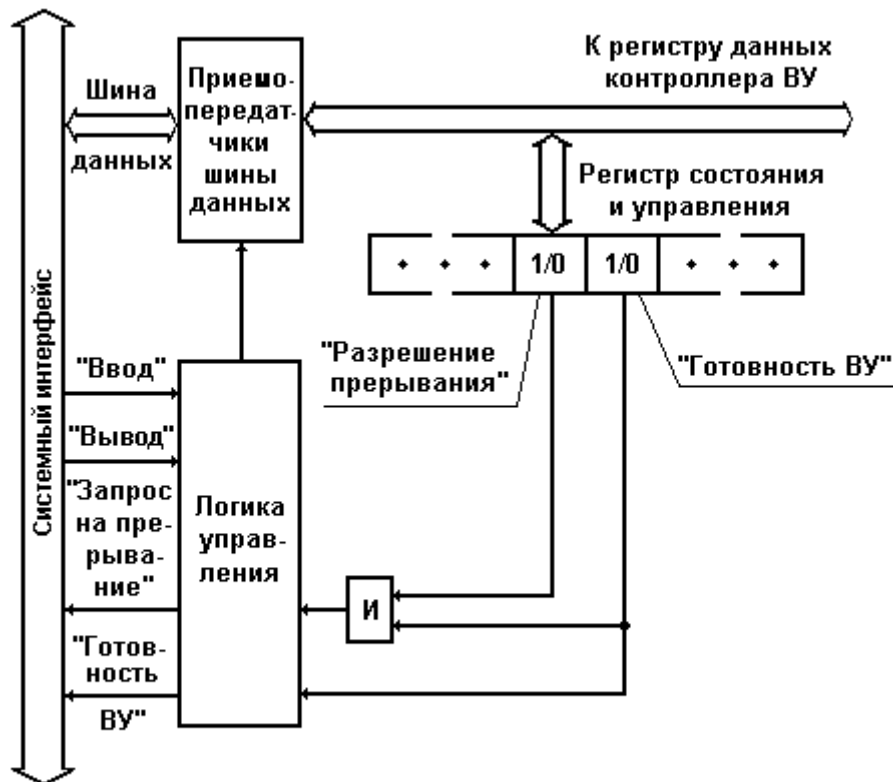 К регистру данных
контроллера ВУ
Приемо-
передат-
чики
шины
данных
Шина
данных
Регистр состояния
и управления
1/0
1/0
"Разрешение
прерывания"
"Готовность ВУ"
Системный интерфейс
"Ввод"
"Вывод"
"Запрос
на пре-
рыва-
ние"
"Готов-
ность
ВУ"
Логика
управ-
ления
И